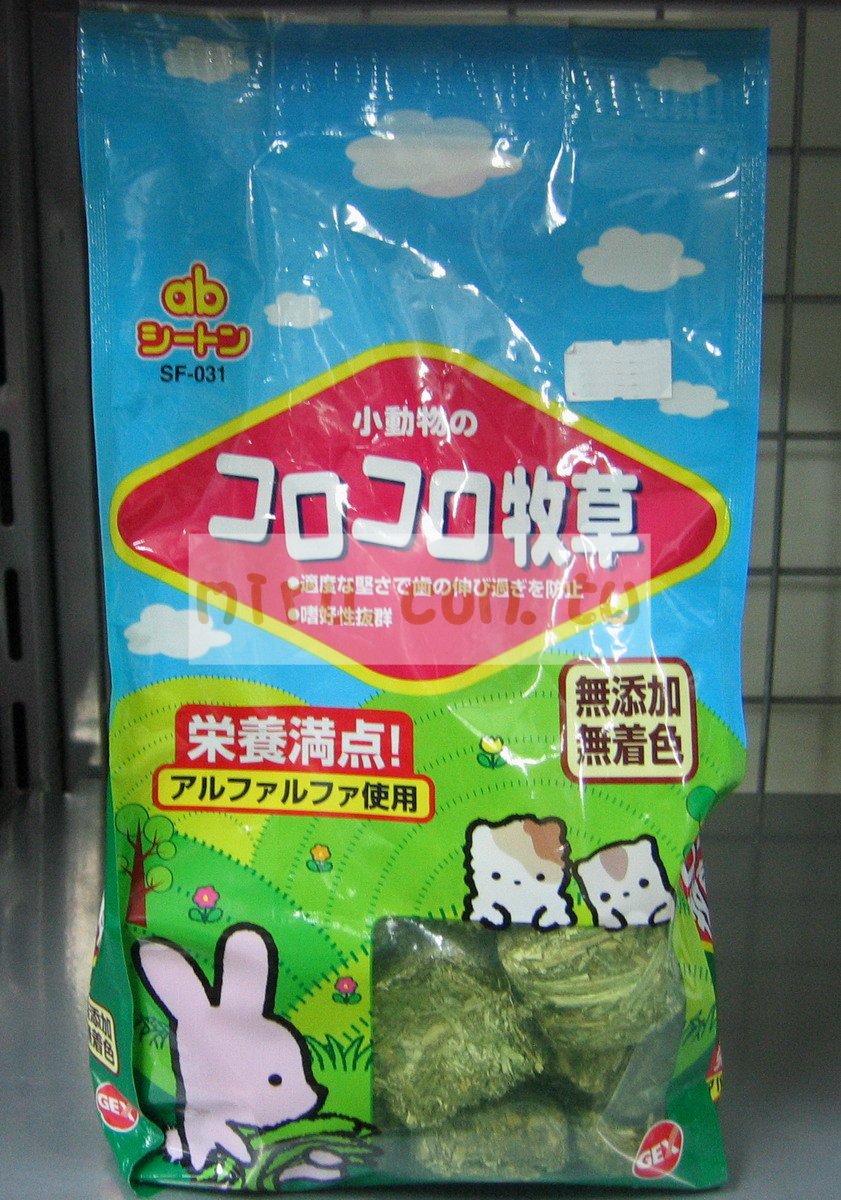 ab
シートン
SF-031
小動物の
コロコロ牧草
●適度な堅さで歯の伸び過ぎを防止
●嗜好性抜群
無添加
無着色
栄養満点!
アルファルファ使用
GEX
GEX